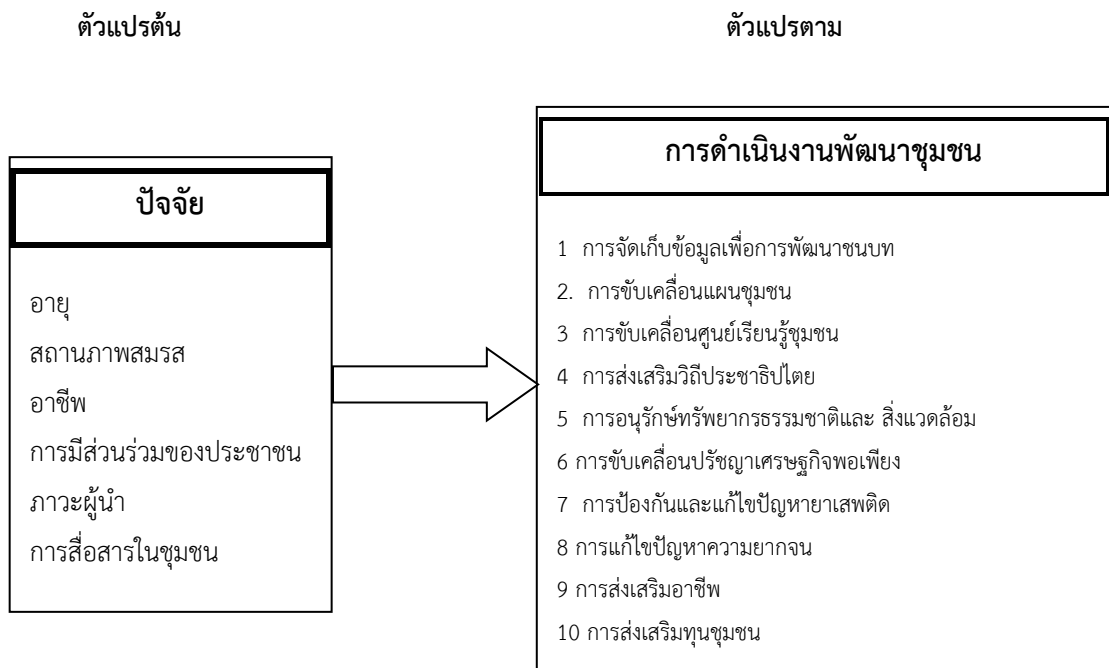 ตัวแปรต้น
ตัวแปรตาม
ปัจจัย
อายุ
สถานภาพสมรส
อาชีพ
การมีส่วนร่วมของประชาชน
ภาวะผู้นำ
การสื่อสารในชุมชน
การดำเนินงานพัฒนาชุมชน
1 การจัดเก็บข้อมูลเพื่อการพัฒนาชนบท
2. การขับเคลื่อนแผนชุมชน
3 การขับเคลื่อนศูนย์เรียนรู้ชุมชน
4 การส่งเสริมวิถีประชาธิปไตย
5 การอนุรักษ์ทรัพยากรธรรมชาติและ สิ่งแวดล้อม
6 การขับเคลื่อนปรัชญาเศรษฐกิจพอเพียง
7 การป้องกันและแก้ไขปัญหายาเสพติด
8 การแก้ไขปัญหาความยากจน
9 การส่งเสริมอาชีพ
10 การส่งเสริมทุนชุมชน